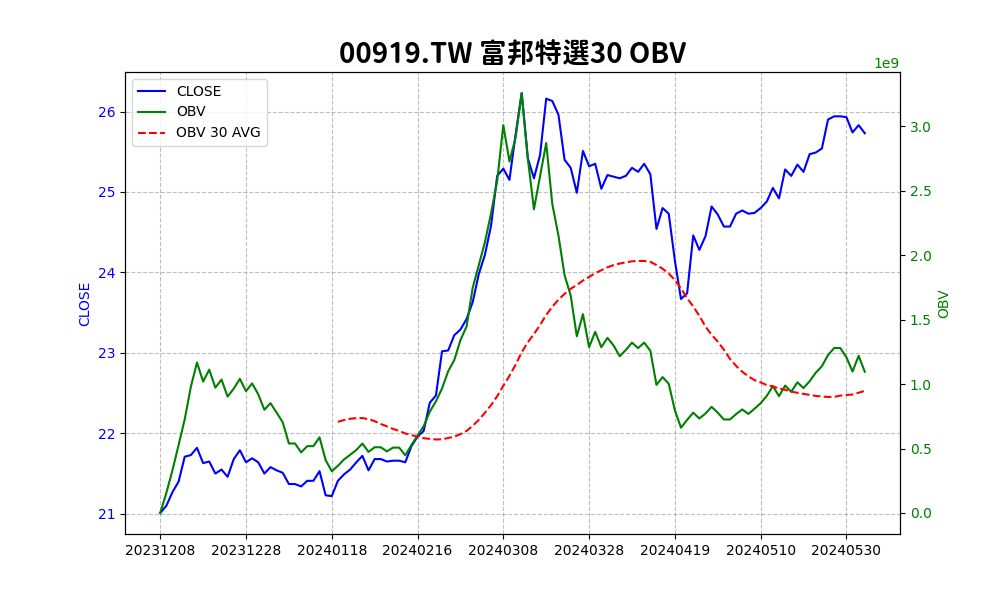 00919.TW 富邦特選30 OBV
1e9
CLOSE
OBV
OBV 30 AVG
26
25
24
23
22
21
CLOSE
3.0
2.5
2.0
1.5
1.0
0.5
0.0
OBV
20231208 20231228 20240118 20240216 20240308 20240328 20240419 20240510 20240530